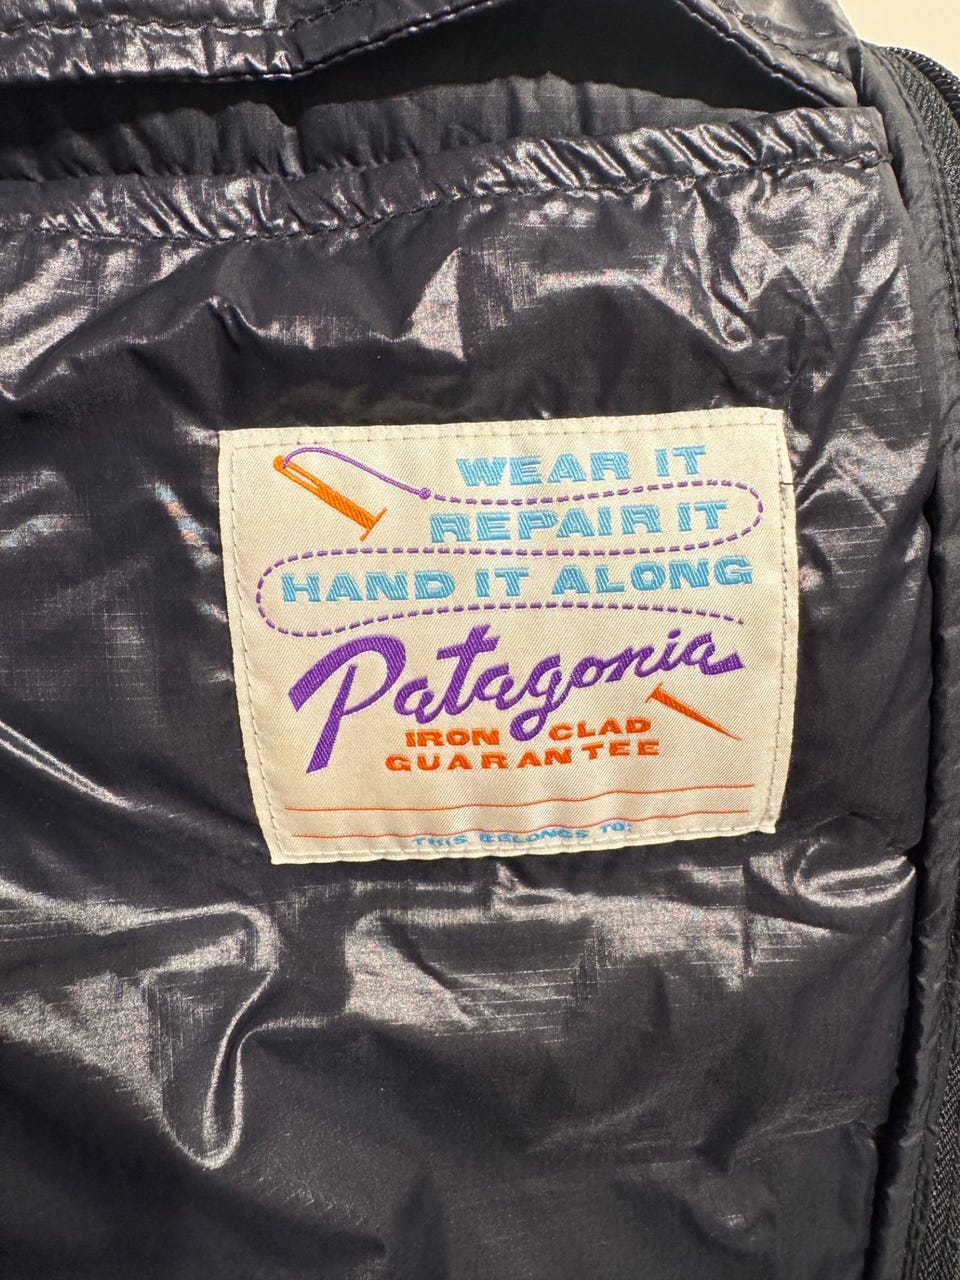 WEAR IT
REPAIR IT
HAND IT ALONG
Patagonia
IRON CLAD
GUARANTEE
THIS BELONGS TO: